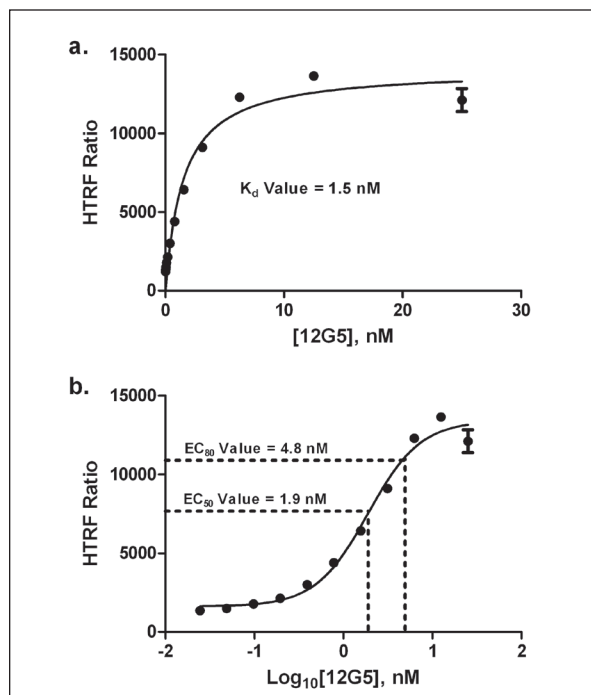 a.
15000
10000
5000
0
HTRF Ratio
Kd Value = 1.5 nM
0 10 20 30
[12G5], nM
b.
15000
10000
5000
0
HTRF Ratio
EC80 Value = 4.8 nM
EC50 Value = 1.9 nM
-2 -1 0 1 2
Log10[12G5], nM